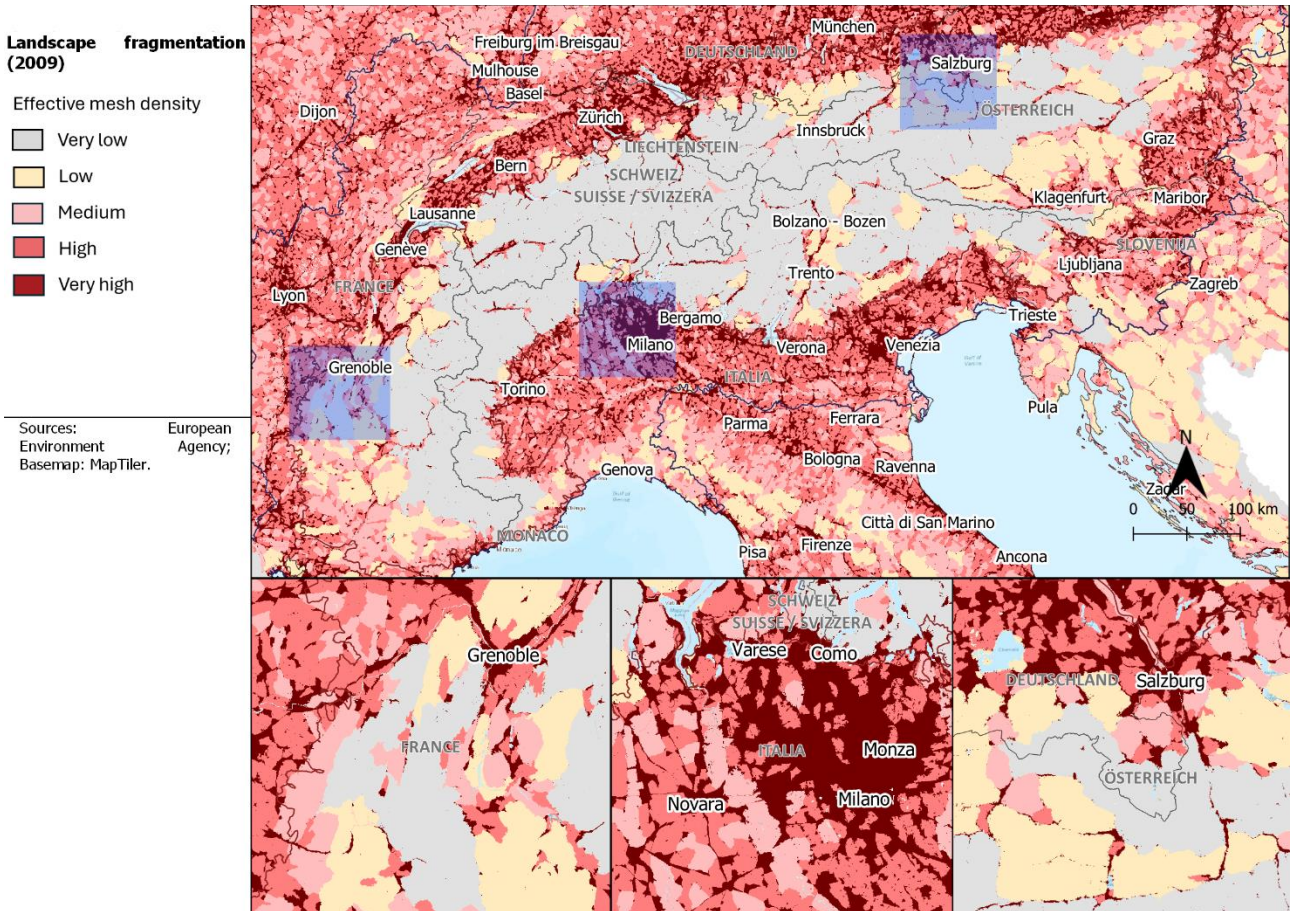 Landscape fragmentation
(2009)
Effective mesh density
Very low
Low
Medium
High
Very high
Sources: European
Environment Agency;
Basemap: MapTiler.
München
Freiburg im Breisgau
DEUTSCHLAND
Salzburg
Mulhouse
Basel
Dijon
Zürich
Innsbruck
ÖSTERREICH
LIECHTENSTEIN
Graz
Bern
SCHWEIZ
SUISSE / SVIZZERA
Klagenfurt
Maribor
Lausanne
Bolzano - Bozen
Genève
SLOVENIJA
Ljubljana
Trento
FRANCE
Zagreb
Lyon
Bergamo
Trieste
Milano
Verona
Venezia
Grenoble
ITALIA
Torino
Pula
Parma
Ferrara
Bologna
Ravenna
Genova
N
Zadar
0 50 100 km
Città di San Marino
MONACO
Monaco
Pisa
Firenze
Ancona
Grenoble
FRANCE
SCHWEIZ
SUISSE / SVIZZERA
Varese
Como
ITALIA
Monza
Novara
Milano
DEUTSCHLAND
Salzburg
ÖSTERREICH